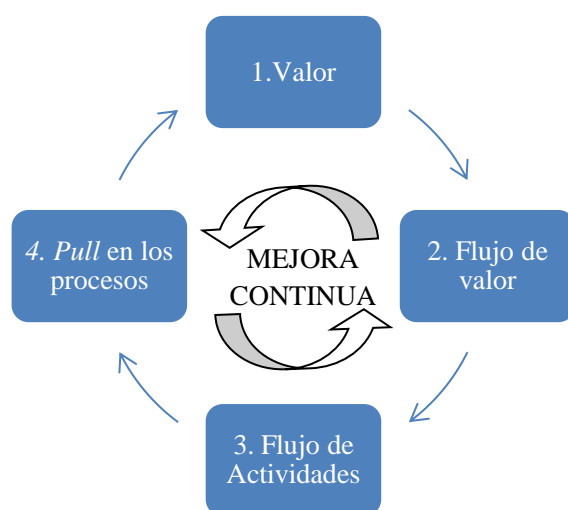 1.Valor
2. Flujo de
valor
3. Flujo de
Actividades
4. Pull en los
procesos
MEJORA
CONTINUA